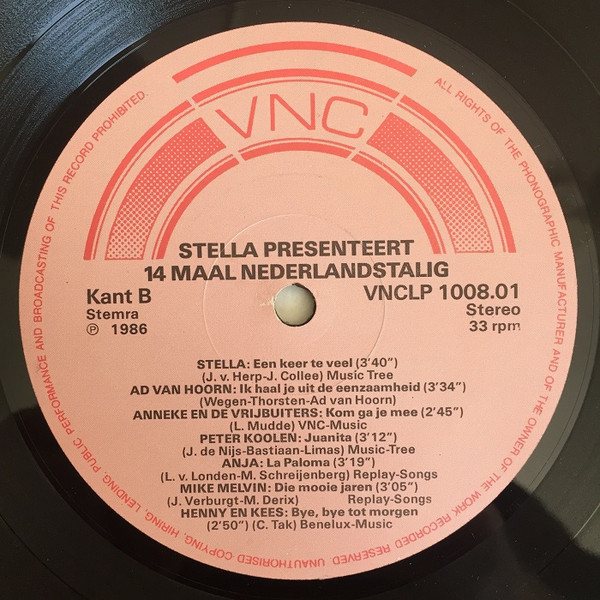 VNC
STELLA PRESENTEERT
14 MAAL NEDERLANDSTALIG
Kant B
Stemra
℗ 1986
VNCLP 1008.01
Stereo
33 rpm
STELLA: Een keer te veel (3'40")
(J. v. Herp-J. Collee) Music Tree
AD VAN HOORN: Ik haal je uit de eenzaamheid (3'34")
(Wegen-Thorsten-Ad van Hoorn)
ANNEKE EN DE VRIJBUITERS: Kom ga je mee (2'45")
(L. Mudde) VNC-Music
PETER KOOLEN: Juanita (3'12")
(J. de Nijs-Bastiaan-Limas) Music-Tree
ANJA: La Paloma (3'19")
(L. v. Londen-M. Schreijenberg) Replay-Songs
MIKE MELVIN: Die mooie jaren (3'05")
(J. Verburgt-M. Derix) Replay-Songs
HENNY EN KEES: Bye, bye tot morgen
(2'50") (C. Tak) Benelux-Music
ALL RIGHTS OF THE PHONOGRAPHIC MANUFACTURER AND OF THE OWNER OF THE WORK RECORDED RESERVED. UNAUTHORISED COPYING, HIRING, LENDING PUBLIC PERFORMANCE AND BROADCASTING OF THIS RECORD PROHIBITED.